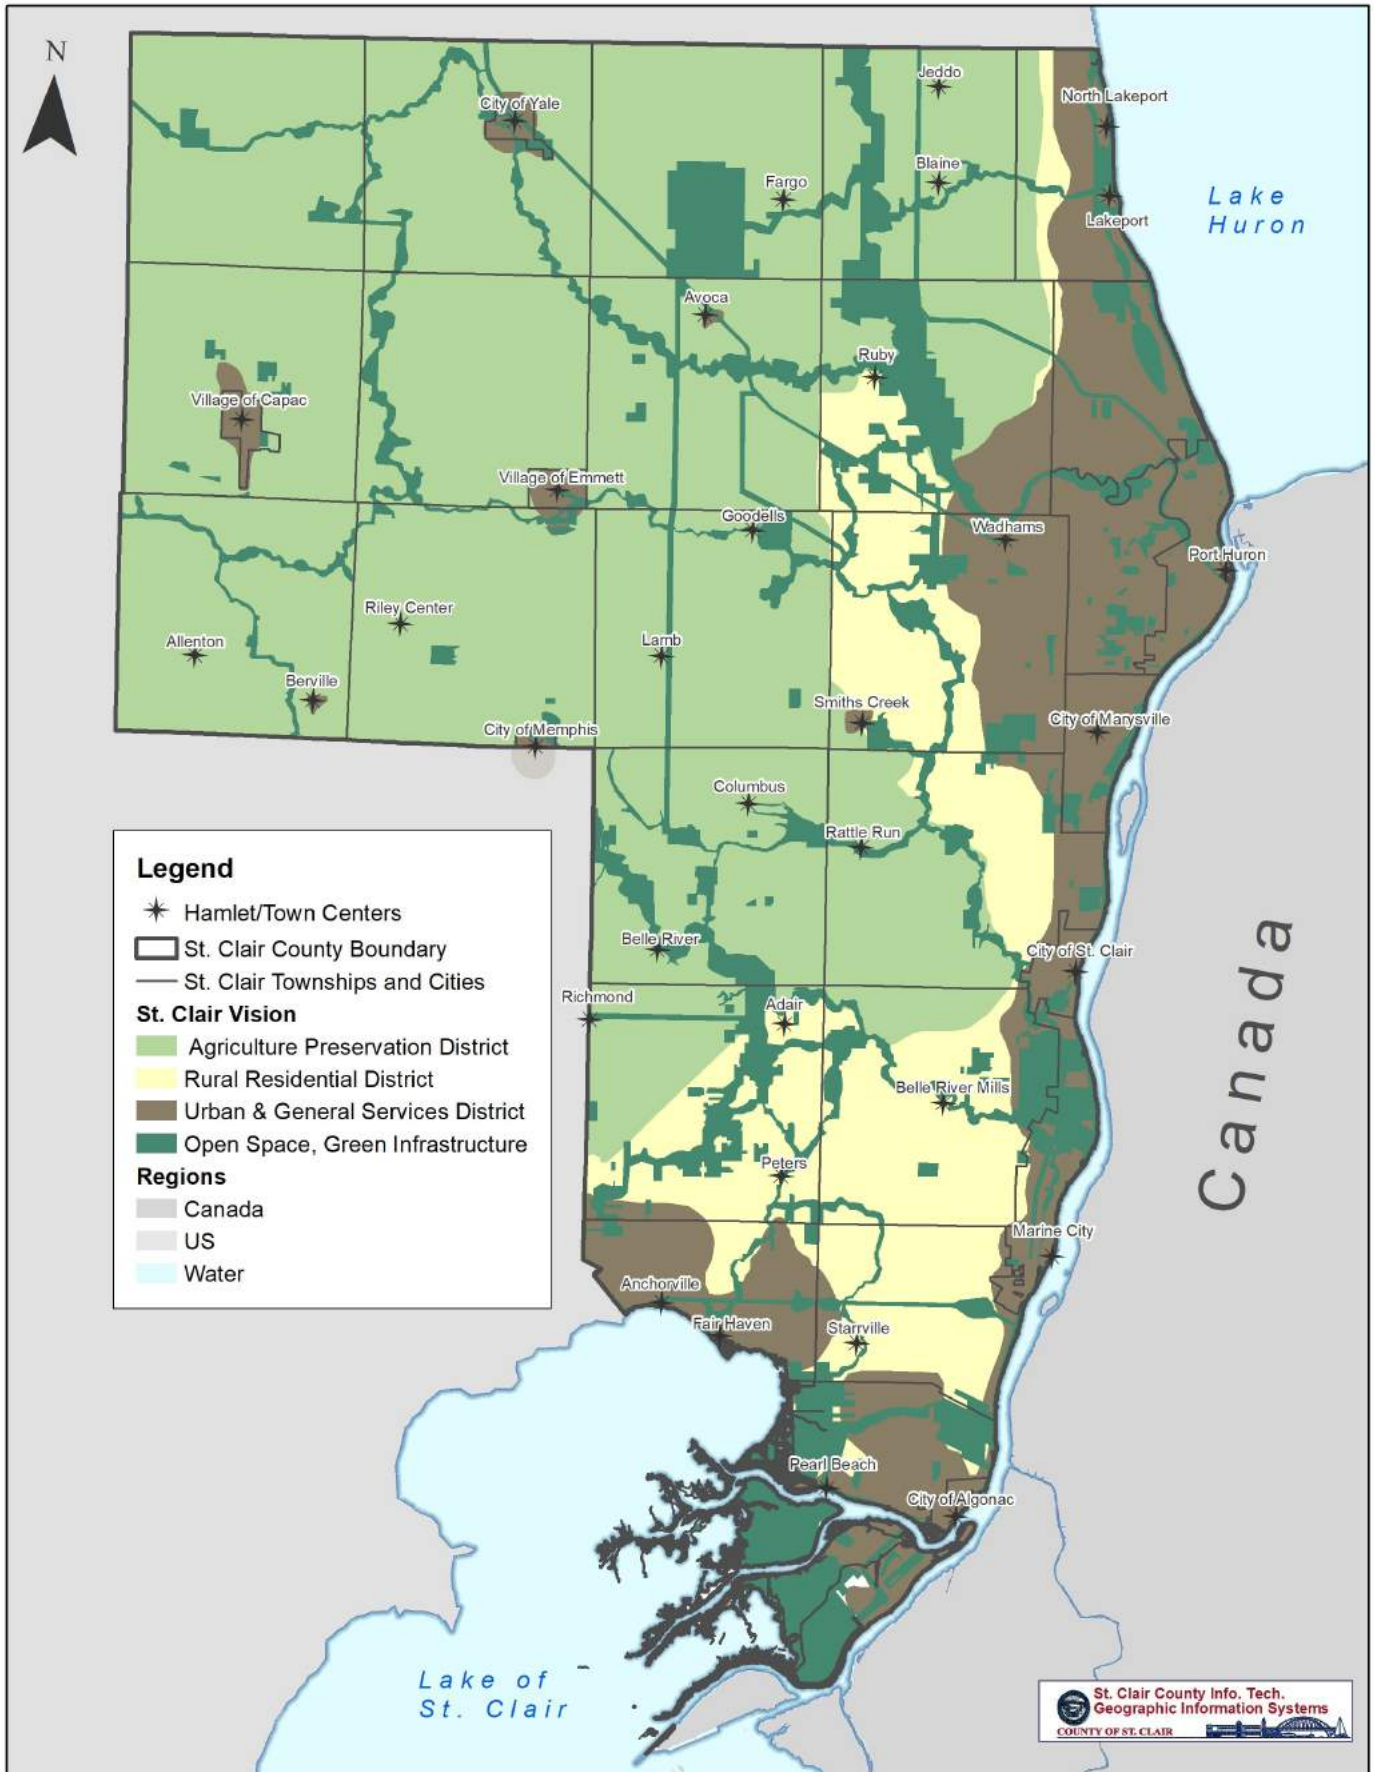 N
Jeddo
North Lakeport
City of Yale
Blaine
Fargo
Lake
Huron
Lakeport
Avoca
Ruby
Village of Capac
Village of Emmett
Goodells
Wadhams
Port Huron
Riley Center
Allenton
Lamb
Berville
Smiths Creek
City of Marysville
City of Memphis
Columbus
Rattle Run
Belle River
City of St. Clair
Richmond
Adair
Canada
Belle River Mills
Peters
Marine City
Anchorville
Fair Haven
Starrville
Pearl Beach
City of Algonac
Lake of
St. Clair
Legend
Hamlet/Town Centers
St. Clair County Boundary
St. Clair Townships and Cities
St. Clair Vision
Agriculture Preservation District
Rural Residential District
Urban & General Services District
Open Space, Green Infrastructure
Regions
Canada
US
Water
St. Clair County Info. Tech.
Geographic Information Systems
COUNTY OF ST. CLAIR